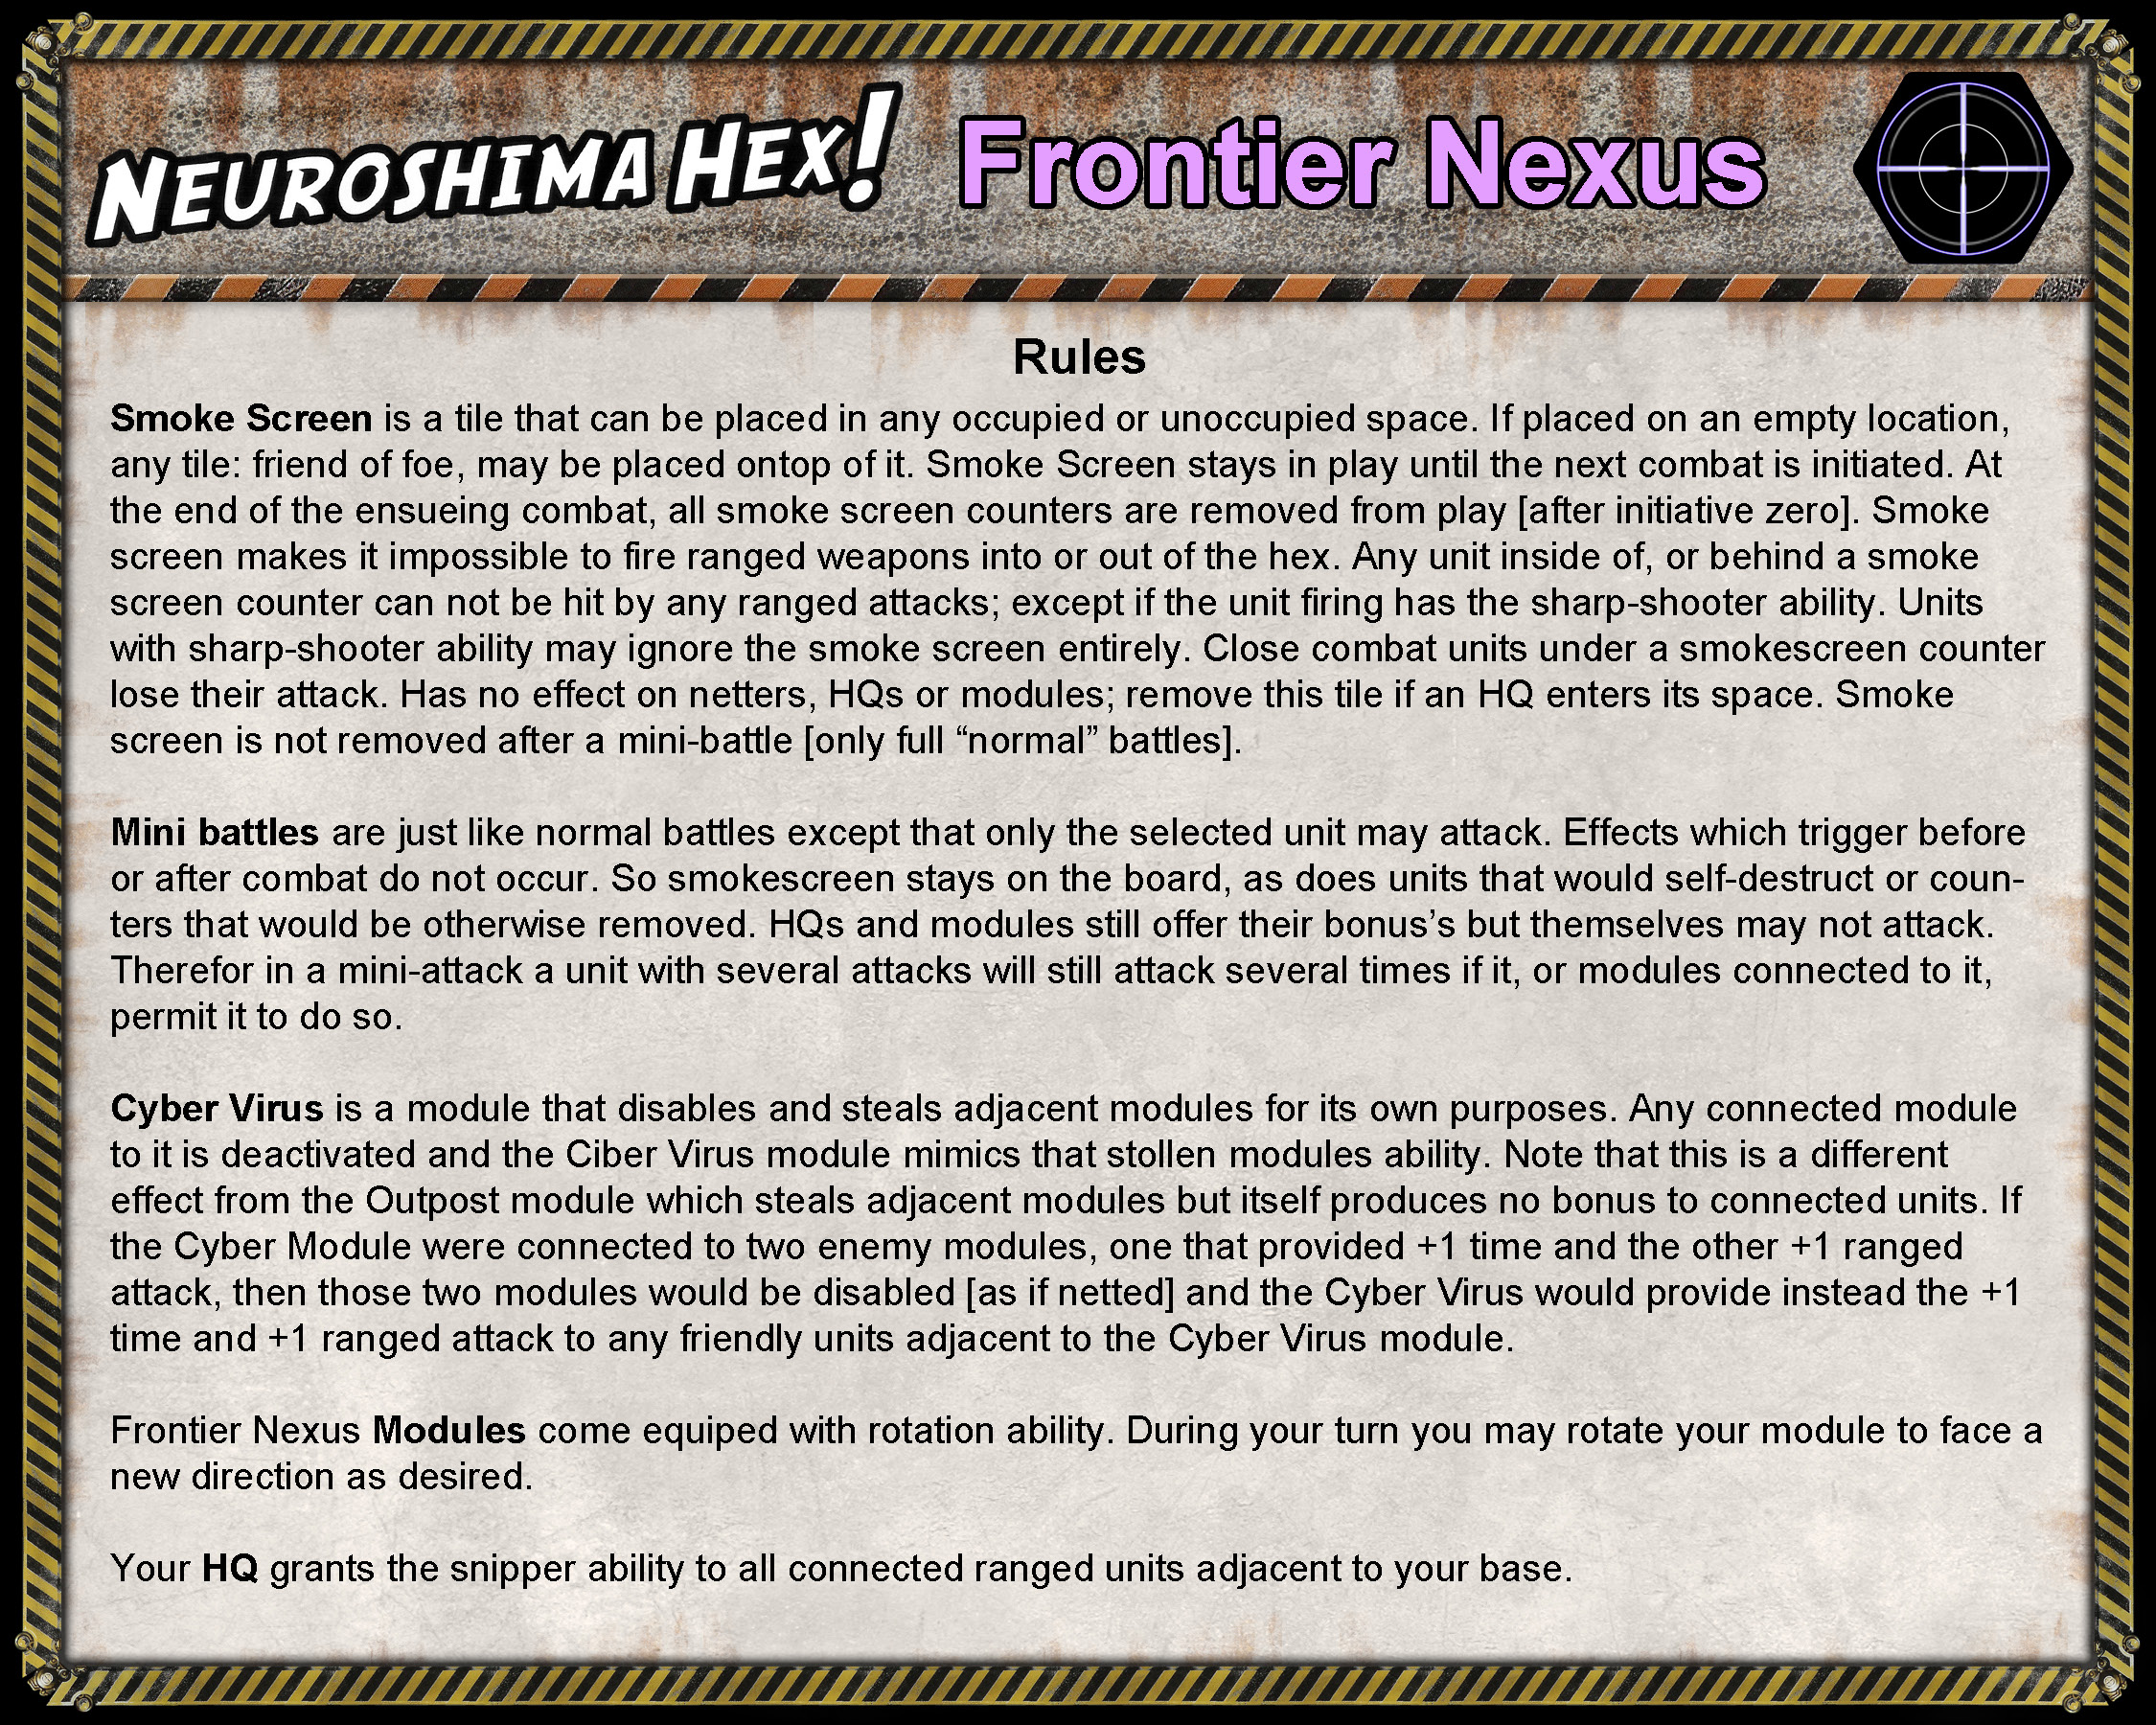 NEUROSHIMA HEX! Frontier Nexus
Rules
Smoke Screen is a tile that can be placed in any occupied or unoccupied space. If placed on an empty location,
any tile: friend of foe, may be placed ontop of it. Smoke Screen stays in play until the next combat is initiated. At
the end of the ensueing combat, all smoke screen counters are removed from play [after initiative zero]. Smoke
screen makes it impossible to fire ranged weapons into or out of the hex. Any unit inside of, or behind a smoke
screen counter can not be hit by any ranged attacks; except if the unit firing has the sharp-shooter ability. Units
with sharp-shooter ability may ignore the smoke screen entirely. Close combat units under a smokescreen counter
lose their attack. Has no effect on netters, HQs or modules; remove this tile if an HQ enters its space. Smoke
screen is not removed after a mini-battle [only full “normal” battles].
Mini battles are just like normal battles except that only the selected unit may attack. Effects which trigger before
or after combat do not occur. So smokescreen stays on the board, as does units that would self-destruct or coun-
ters that would be otherwise removed. HQs and modules still offer their bonus’s but themselves may not attack.
Therefor in a mini-attack a unit with several attacks will still attack several times if it, or modules connected to it,
permit it to do so.
Cyber Virus is a module that disables and steals adjacent modules for its own purposes. Any connected module
to it is deactivated and the Ciber Virus module mimics that stollen modules ability. Note that this is a different
effect from the Outpost module which steals adjacent modules but itself produces no bonus to connected units. If
the Cyber Module were connected to two enemy modules, one that provided +1 time and the other +1 ranged
attack, then those two modules would be disabled [as if netted] and the Cyber Virus would provide instead the +1
time and +1 ranged attack to any friendly units adjacent to the Cyber Virus module.
Frontier Nexus Modules come equiped with rotation ability. During your turn you may rotate your module to face a
new direction as desired.
Your HQ grants the snipper ability to all connected ranged units adjacent to your base.